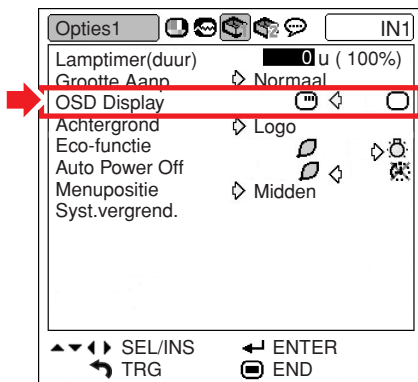 Opties1 IN1
Lamptimer(duur) 0 u ( 100%)
Grootte Aanp Normaal
OSD Display
Achtergrond Logo
Eco-functie
Auto Power Off
Menupositie Midden
Syst.vergrend.
SEL/INS ENTER
TRG END